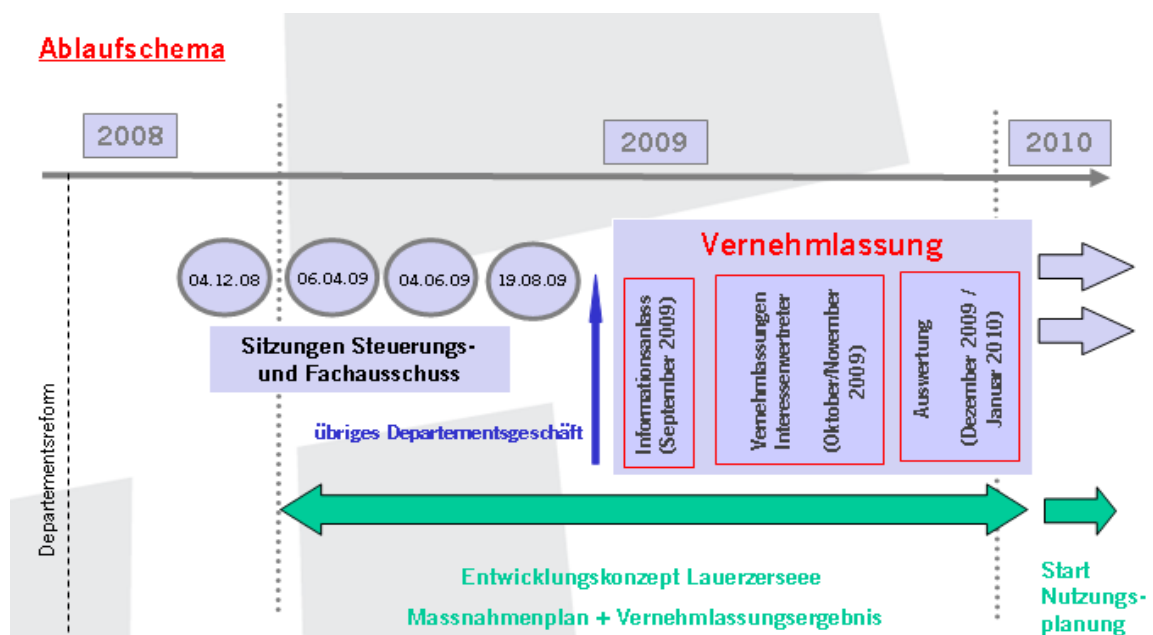 Ablaufschema
2008
2009
2010
04.12.08
06.04.09
04.06.09
19.08.09
Sitzungen Steuerungs-
und Fachausschuss
übriges Departementsgeschäft
Vernehmlassung
Informationsanlass
(September 2009)
Vernehmlassungen
Interessenvertreter
(Oktober/November
2009)
Auswertung
(Dezember 2009 /
Januar 2010)
Departementsreform
Entwicklungskonzept Lauerzerseee
Massnahmenplan + Vernehmlassungsergebnis
Start
Nutzungs-
planung